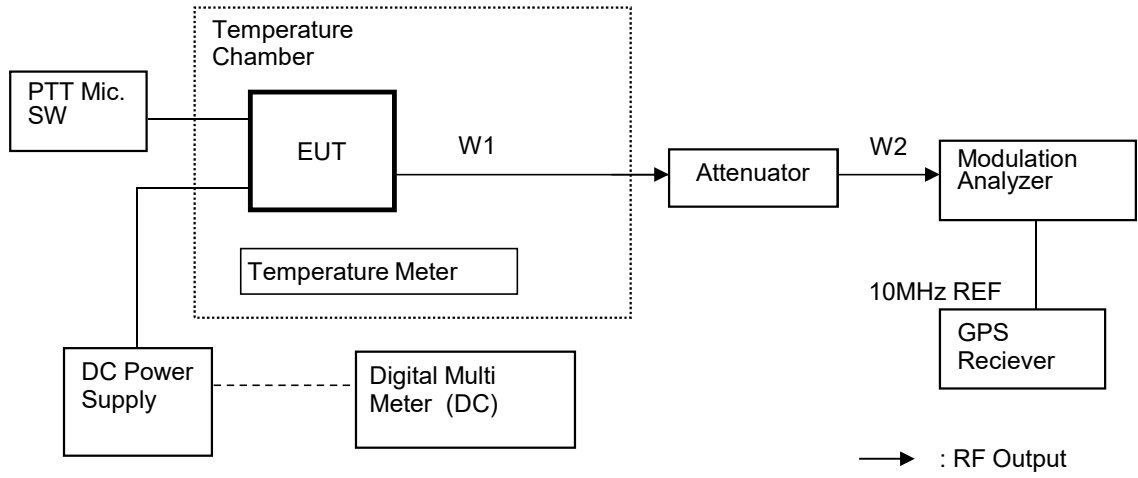 Temperature
Chamber
PTT Mic.
SW
EUT
W1
Attenuator
W2
Modulation
Analyzer
Temperature Meter
10MHz REF
GPS
Reciever
DC Power
Supply
Digital Multi
Meter (DC)
: RF Output